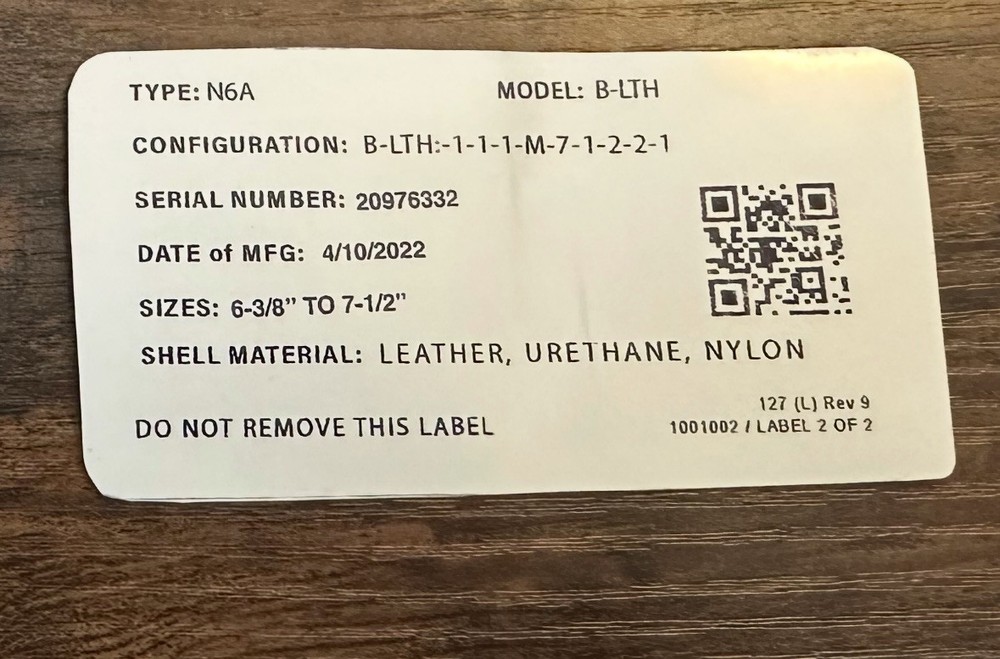 TYPE: N6A MODEL: B-LTH
CONFIGURATION: B-LTH:-1-1-1-M-7-1-2-2-1
SERIAL NUMBER: 20976332
DATE of MFG: 4/10/2022
SIZES: 6-3/8" TO 7-1/2"
SHELL MATERIAL: LEATHER, URETHANE, NYLON
127 (L) Rev 9
DO NOT REMOVE THIS LABEL
1001002 / LABEL 2 OF 2